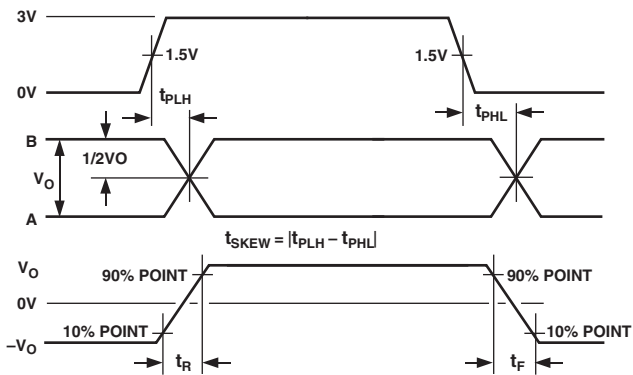 3V
1.5V
1.5V
0V
tPLH
tPHL
B
1/2VO
VO
A
tSKEW = |tPLH – tPHL|
VO
90% POINT
90% POINT
0V
10% POINT
10% POINT
–VO
tR
tF